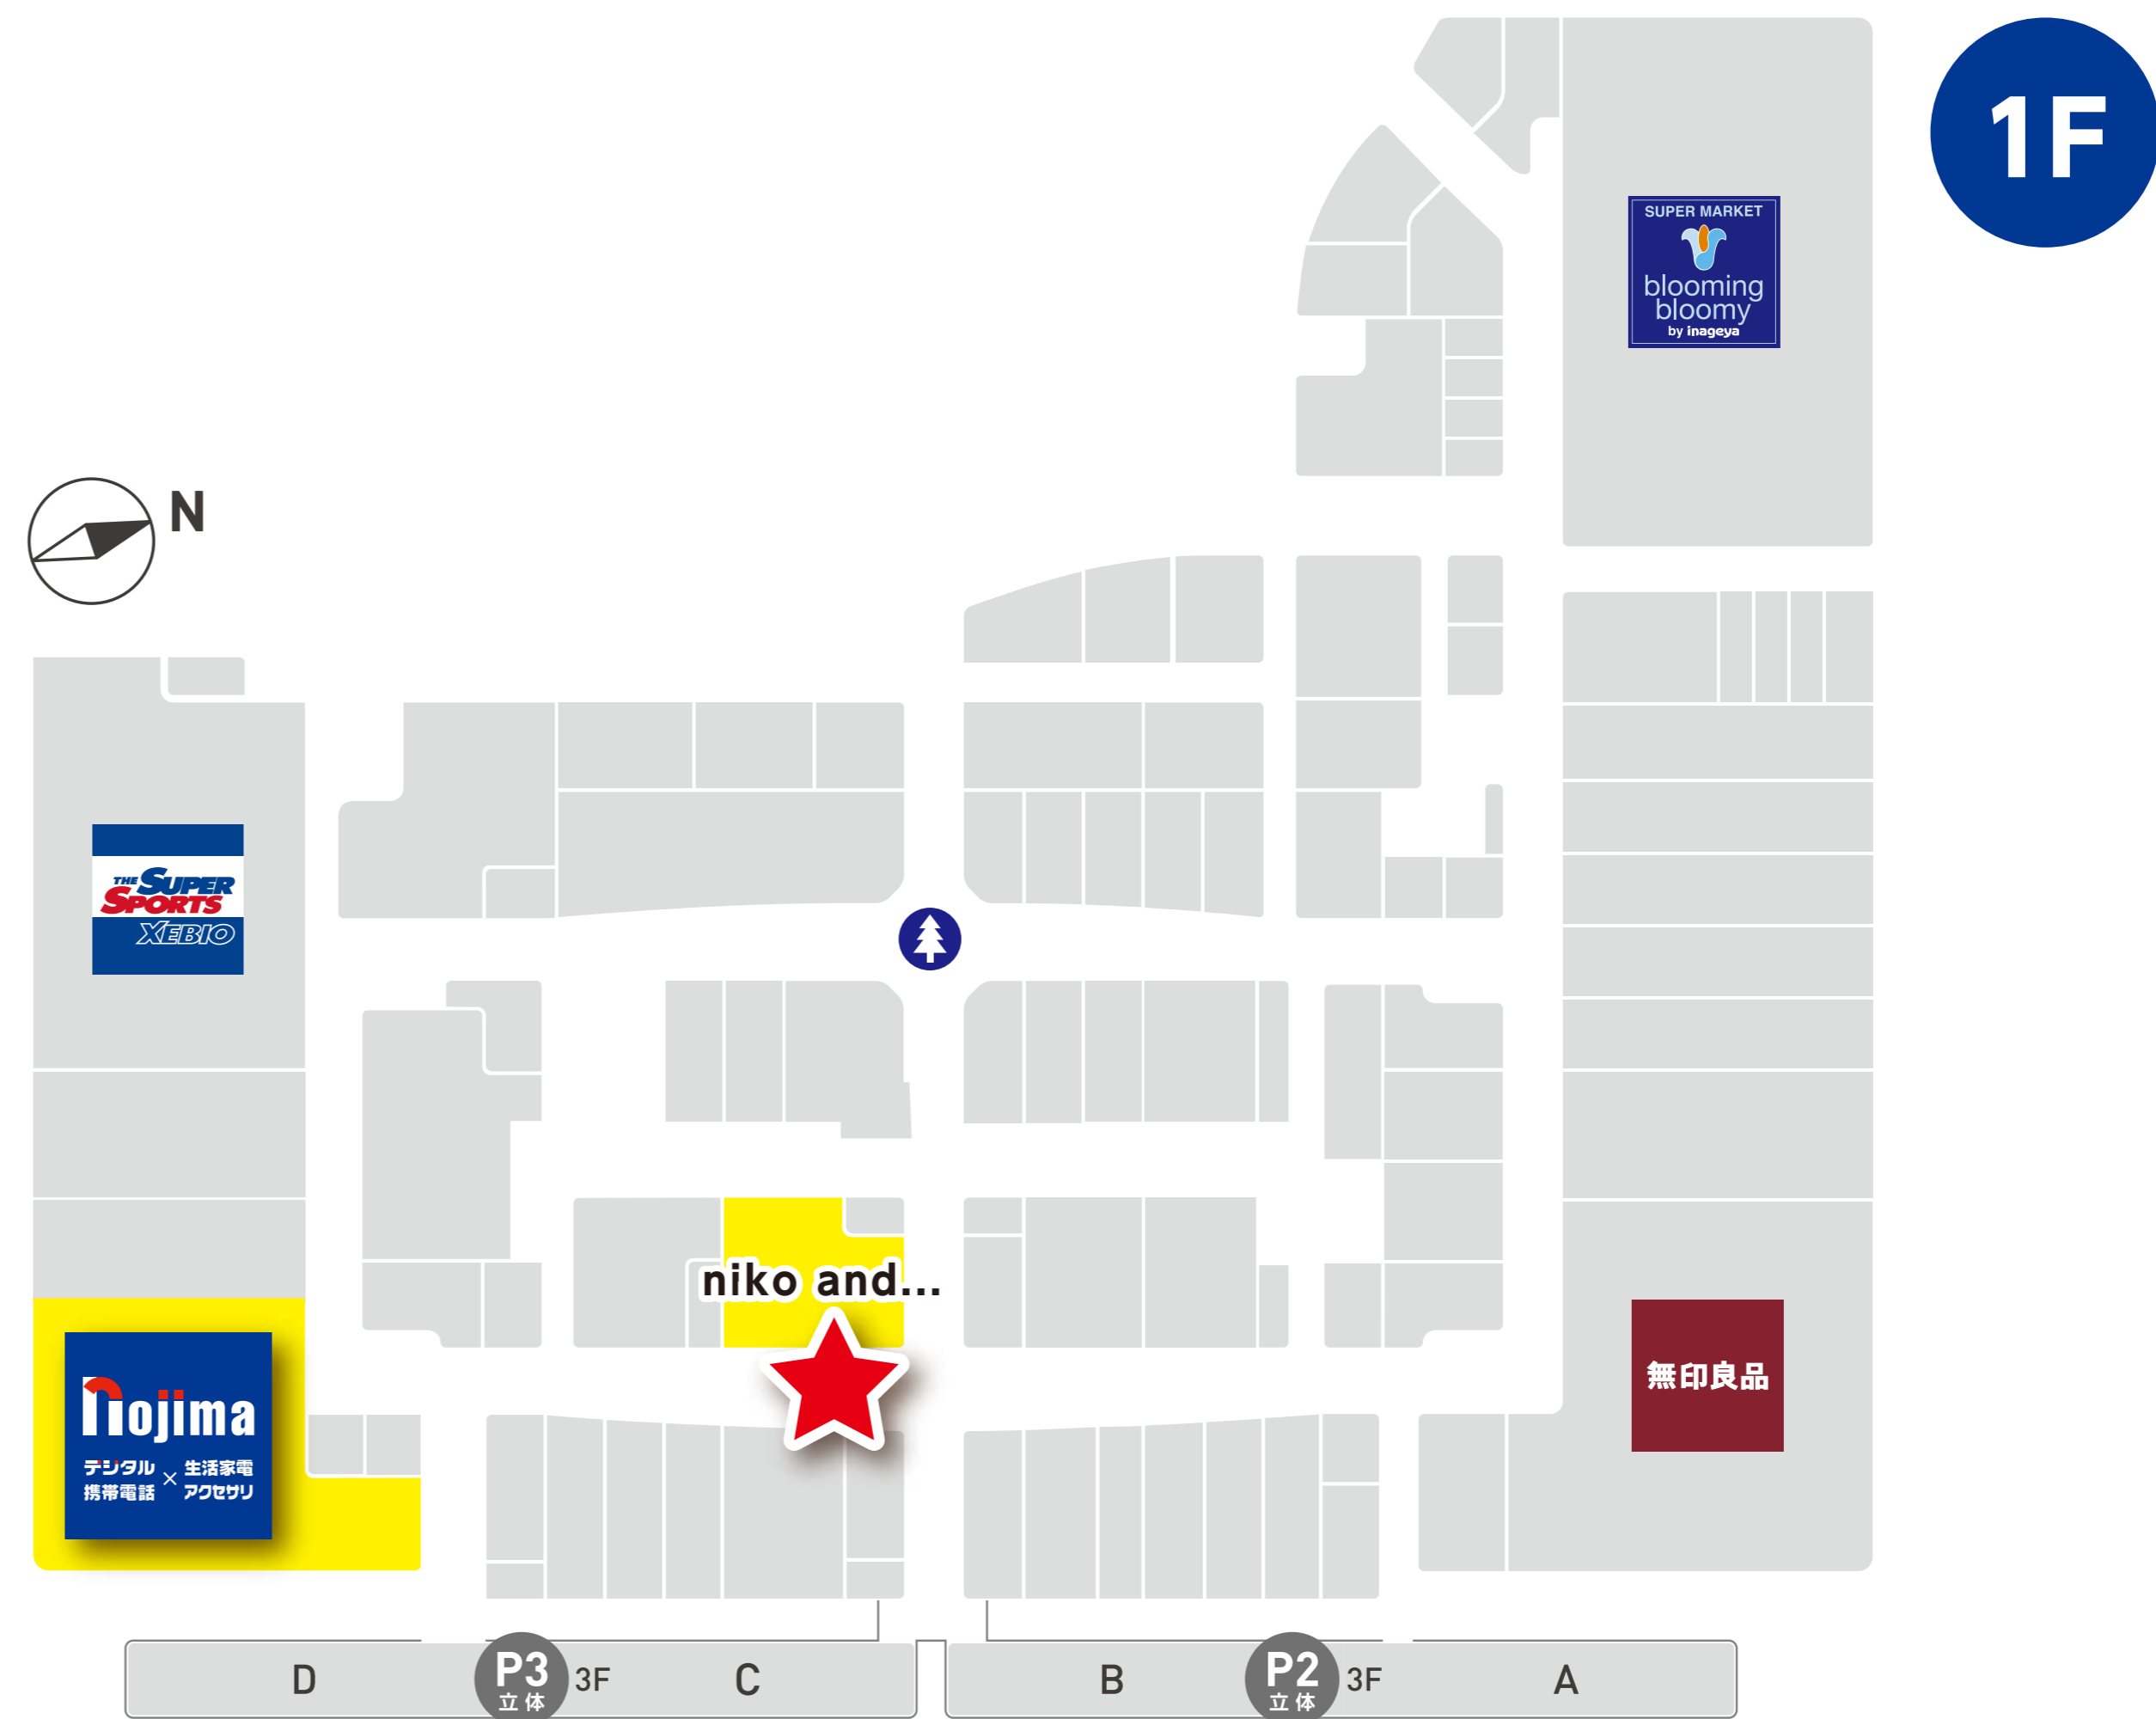 1F
SUPER MARKET
blooming
bloomy
by inageya
N
THE SUPER
SPORTS
XEBIO
niko and...
nojima
デジタル × 生活家電
携帯電話 アクセサリ
無印良品
D
P3
立体
3F
C
B
P2
立体
3F
A